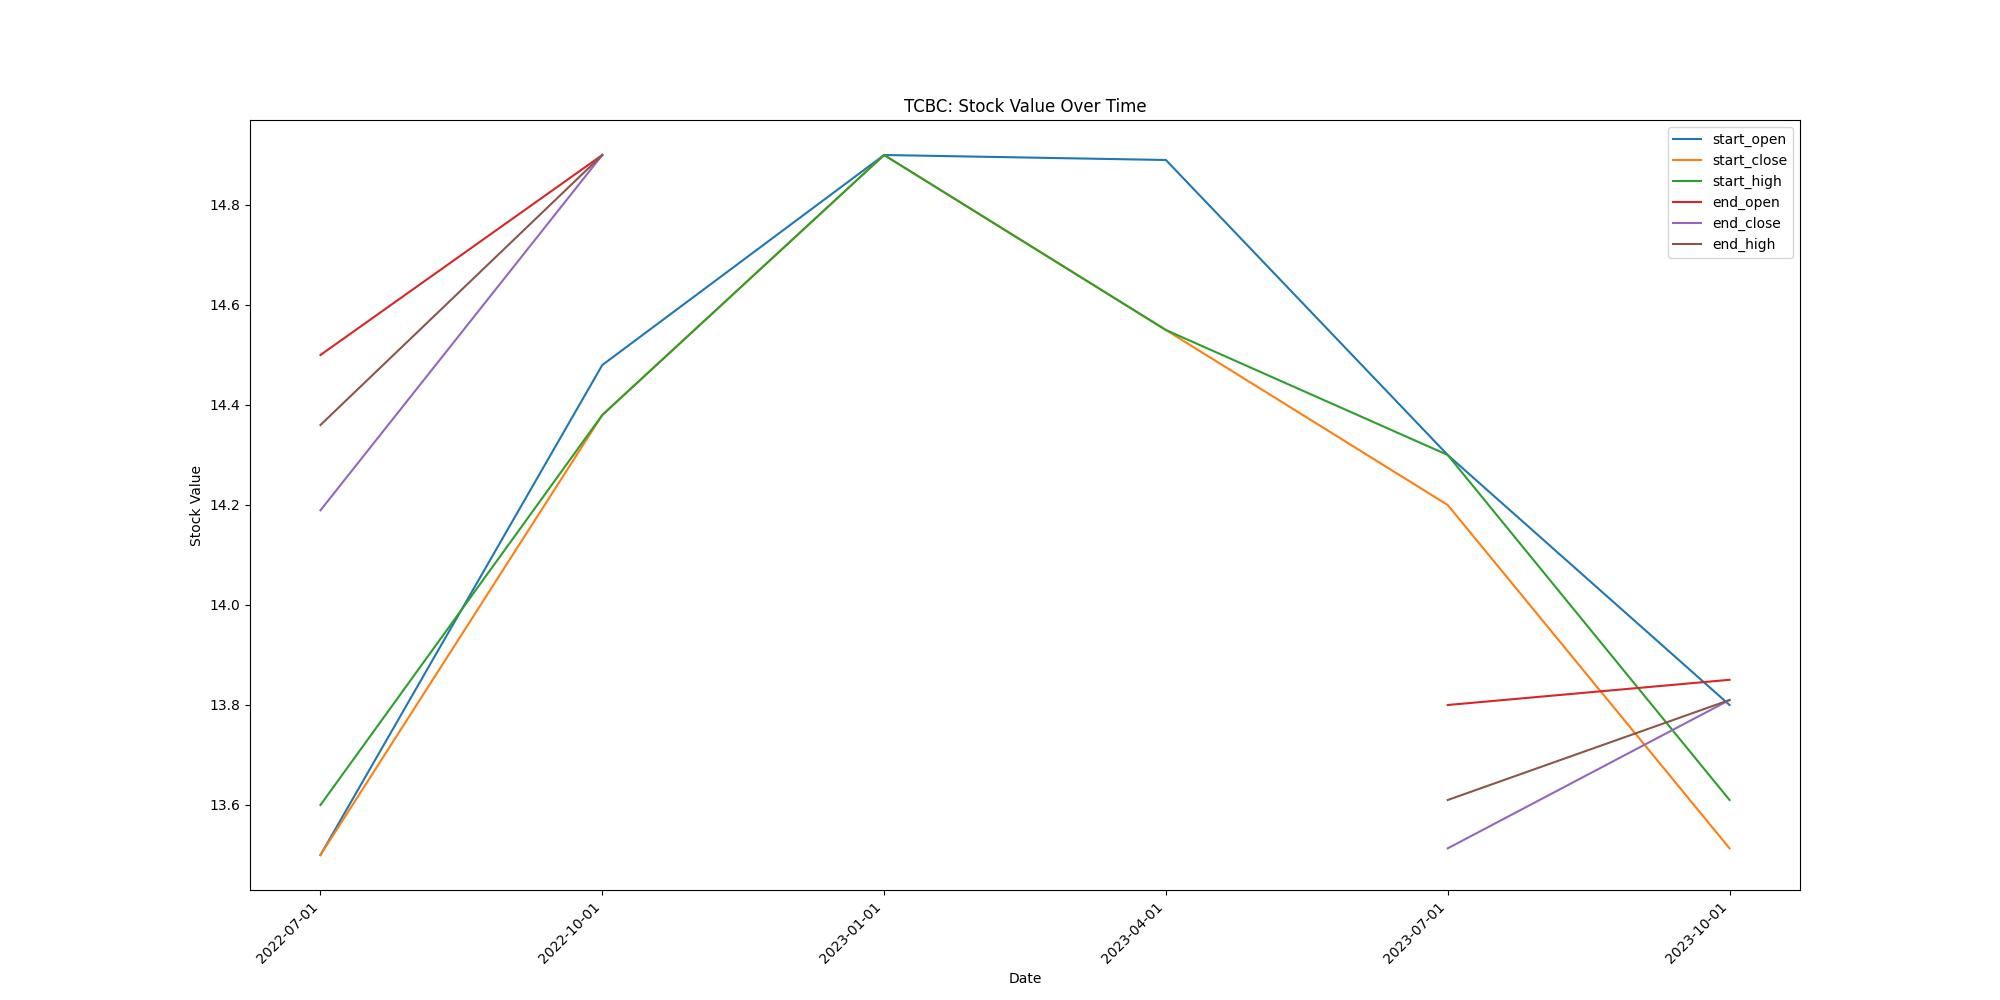 TCBC: Stock Value Over Time
start_open
start_close
start_high
end_open
end_close
end_high
14.8
14.6
14.4
14.2
14.0
13.8
13.6
Stock Value
2022-07-01
2022-10-01
2023-01-01
2023-04-01
2023-07-01
2023-10-01
Date